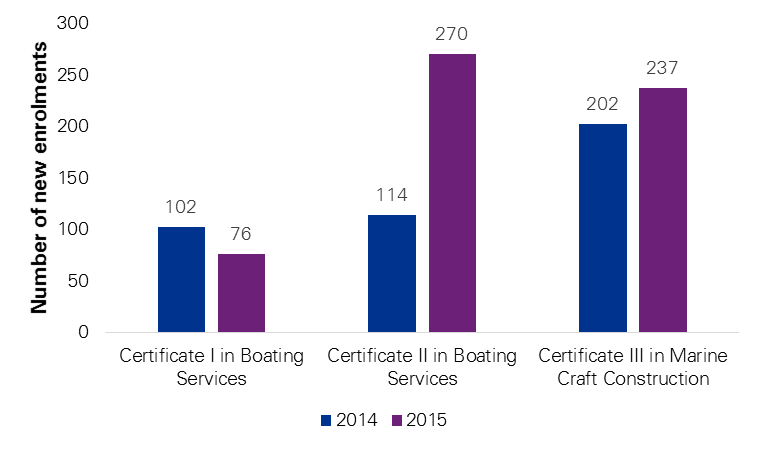 Number of new enrolments
300
250
200
150
100
50
0
102
76
114
270
202
237
Certificate I in Boating
Services
Certificate II in Boating
Services
Certificate III in Marine
Craft Construction
2014
2015